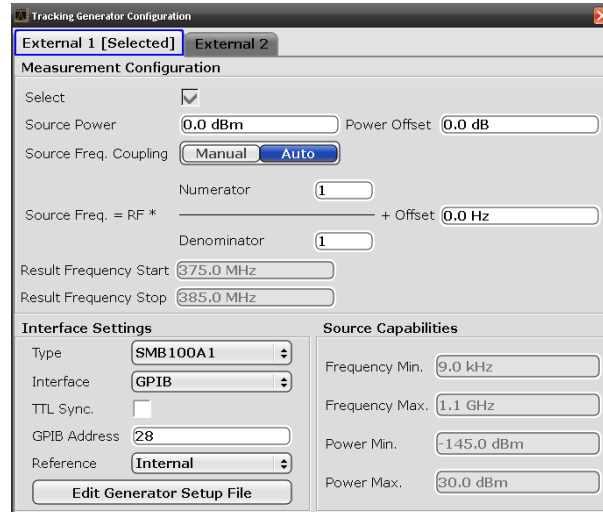 Tracking Generator Configuration
External 1 [Selected] External 2
Measurement Configuration
Select
Source Power 0.0 dBm Power Offset 0.0 dB
Source Freq. Coupling Manual Auto
Numerator 1
Source Freq. = RF * + Offset 0.0 Hz
Denominator 1
Result Frequency Start 375.0 MHz
Result Frequency Stop 385.0 MHz
Interface Settings
Type SMB100A1
Interface GPIB
TTL Sync.
GPIB Address 28
Reference Internal
Edit Generator Setup File
Source Capabilities
Frequency Min. 9.0 kHz
Frequency Max. 1.1 GHz
Power Min. -145.0 dBm
Power Max. 30.0 dBm